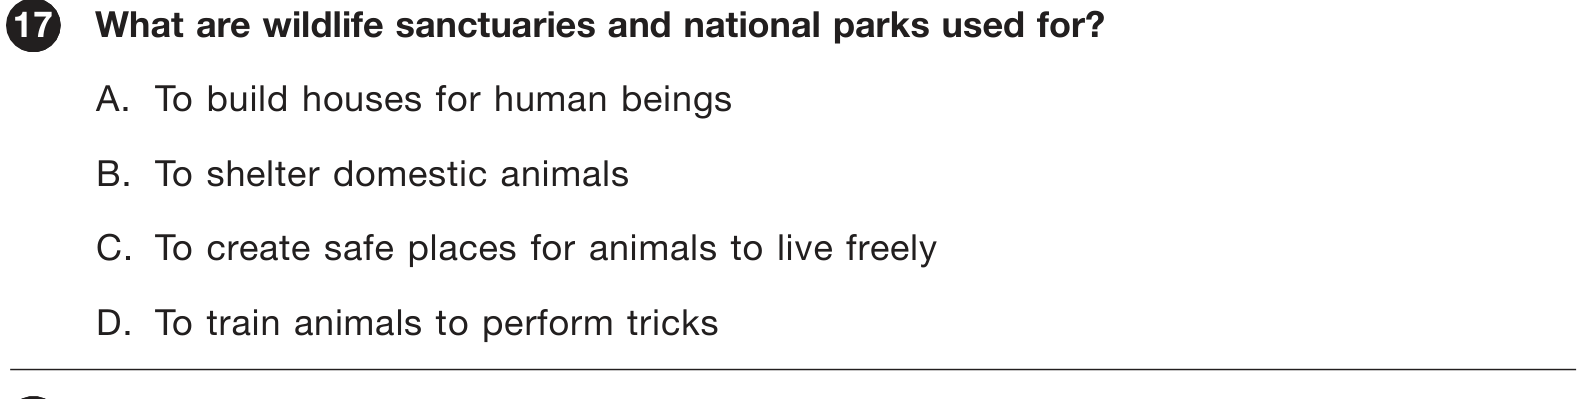 17 What are wildlife sanctuaries and national parks used for?
A. To build houses for human beings
B. To shelter domestic animals
C. To create safe places for animals to live freely
D. To train animals to perform tricks